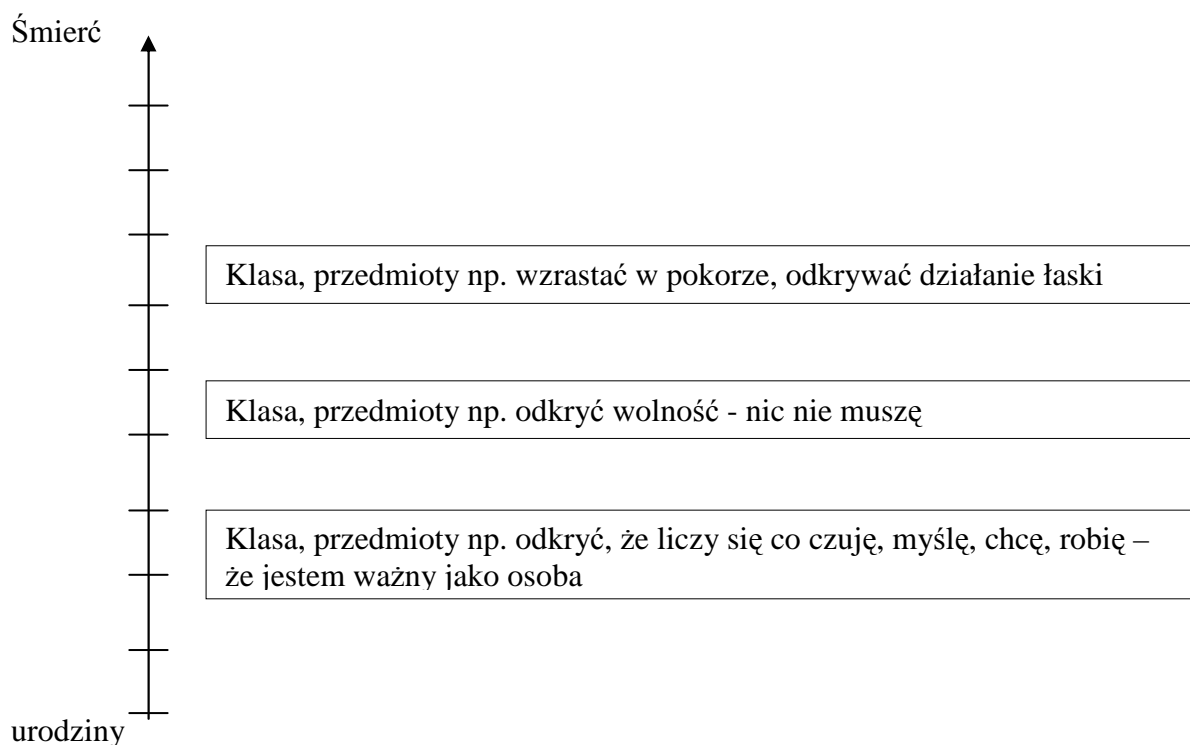 Śmierć
Klasa, przedmioty np. wzrastać w pokorze, odkrywać działanie łaski
Klasa, przedmioty np. odkryć wolność - nic nie muszę
Klasa, przedmioty np. odkryć, że liczy się co czuję, myślę, chcę, robię –
że jestem ważny jako osoba
urodziny